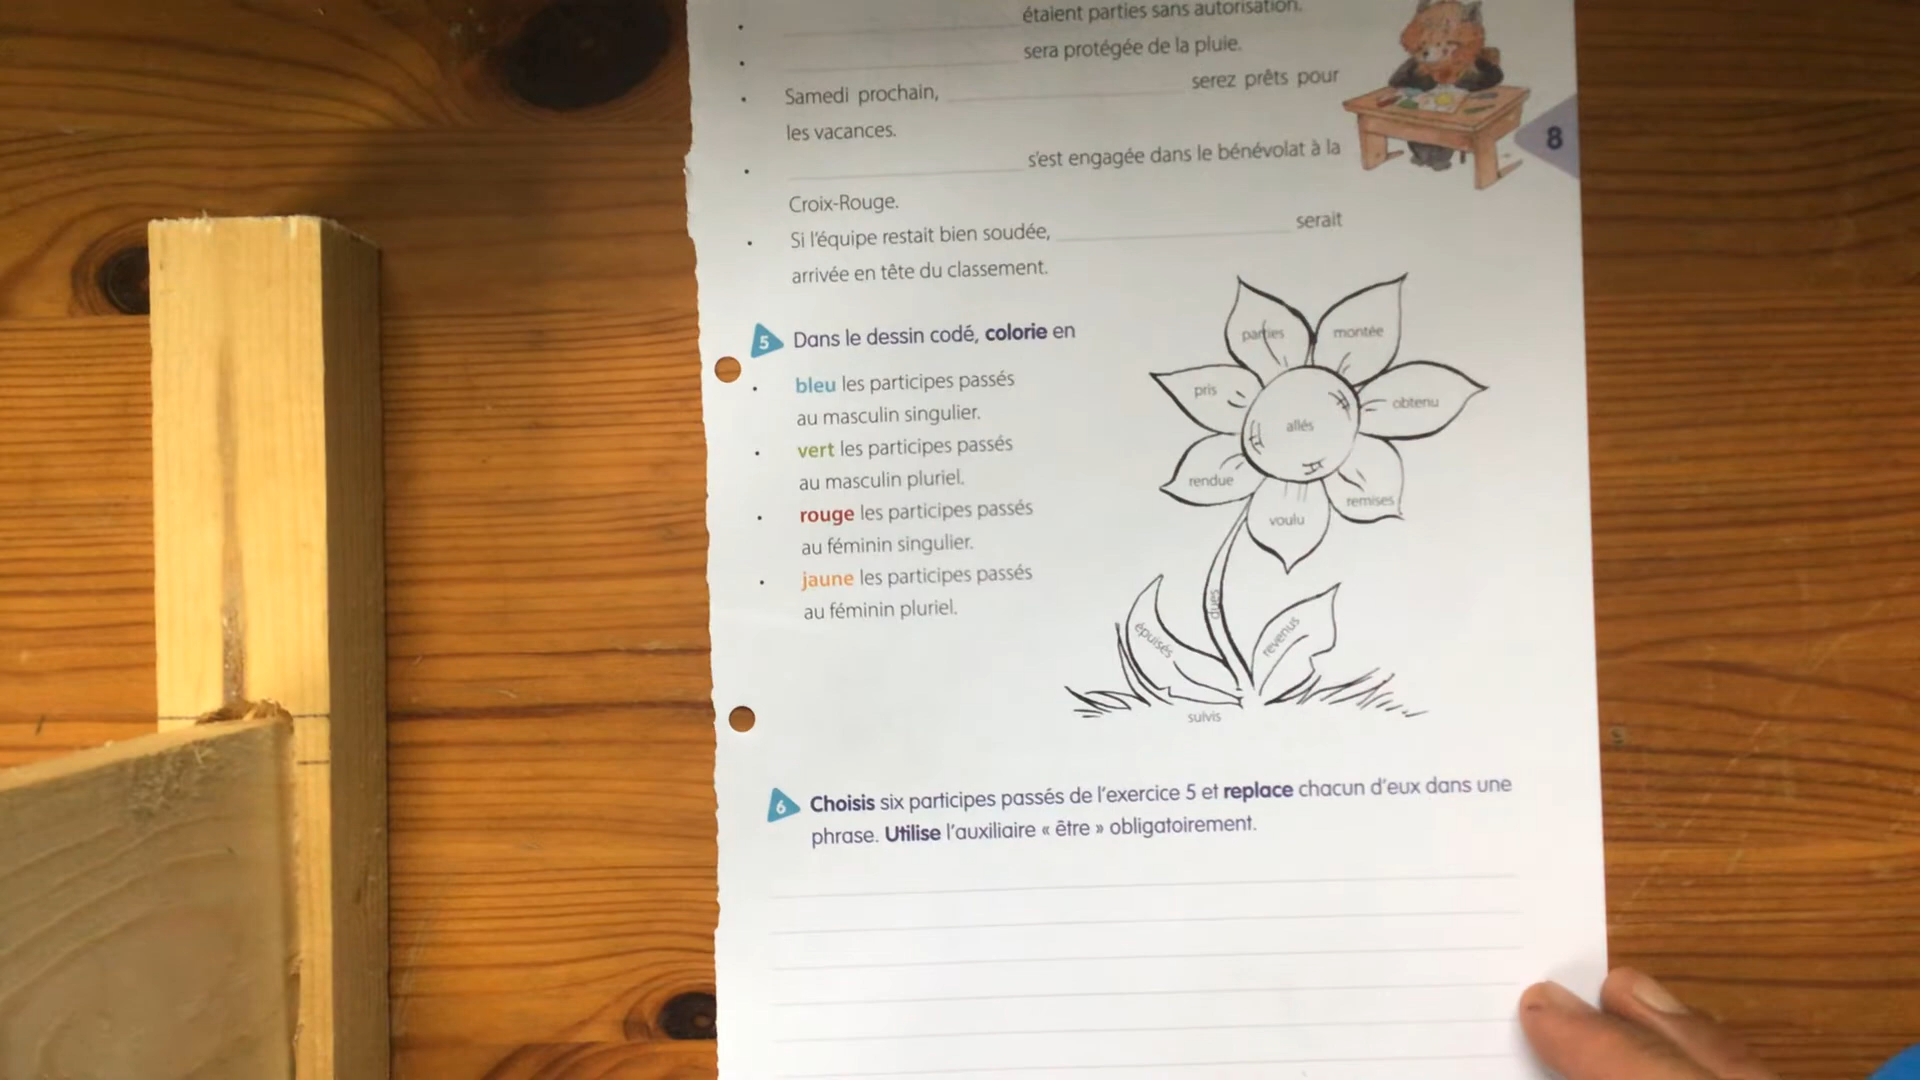 • étaient parties sans autorisation.
• sera protégée de la pluie.
• Samedi prochain, serez prêts pour
les vacances.
• s'est engagée dans le bénévolat à la
Croix-Rouge.
• Si l'équipe restait bien soudée, serait
arrivée en tête du classement.
8
5 Dans le dessin codé, colorie en
• bleu les participes passés
au masculin singulier.
• vert les participes passés
au masculin pluriel.
• rouge les participes passés
au féminin singulier.
• jaune les participes passés
au féminin pluriel.
parties
montée
pris
obtenu
allés
rendue
remises
voulu
dues
épuisés
revenus
suivis
6 Choisis six participes passés de l'exercice 5 et replace chacun d'eux dans une
phrase. Utilise l'auxiliaire « être » obligatoirement.